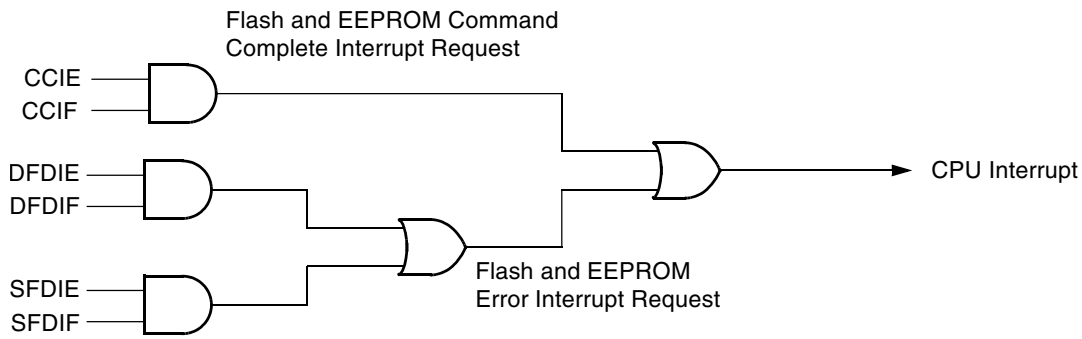 Flash and EEPROM Command
Complete Interrupt Request
CCIE
CCIF
DFDIE
DFDIF
CPU Interrupt
Flash and EEPROM
Error Interrupt Request
SFDIE
SFDIF